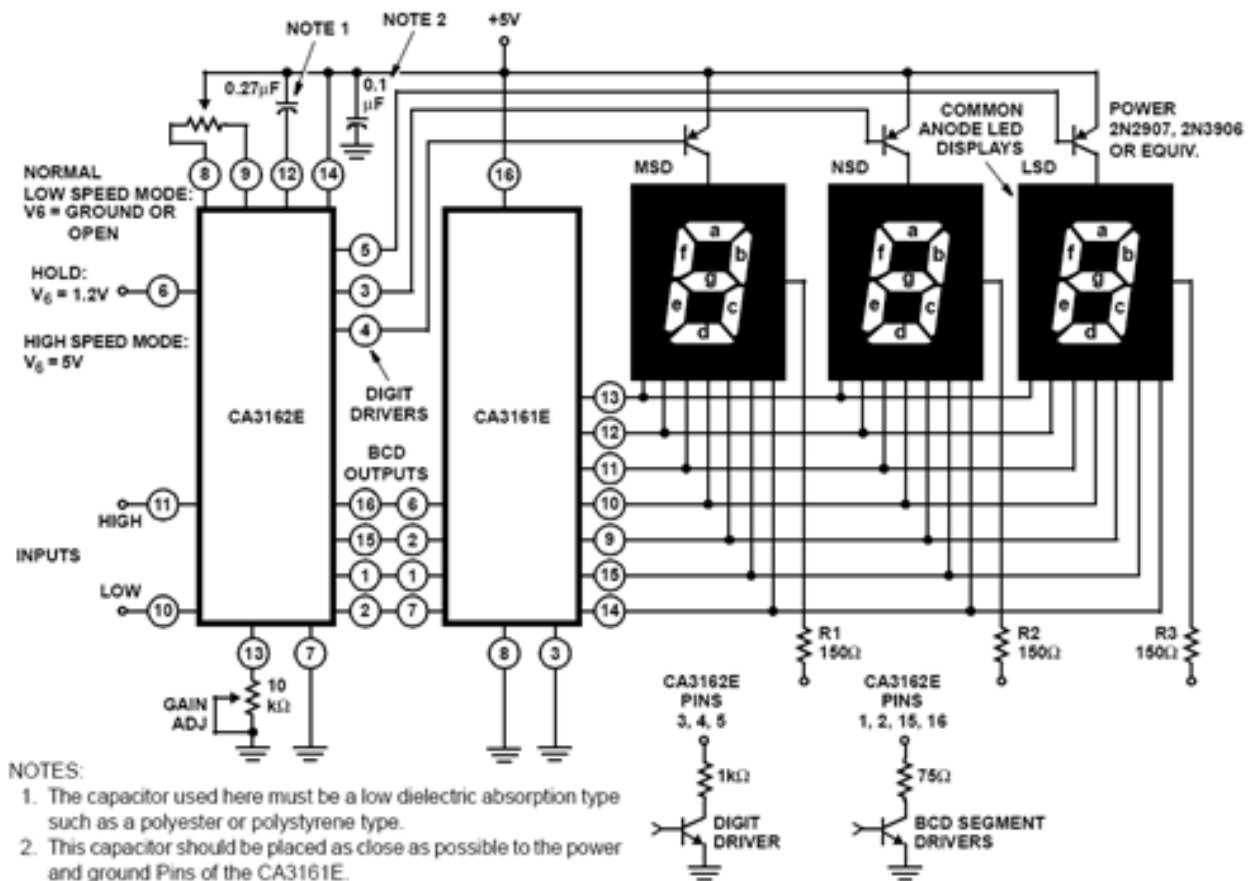 NOTE 1
NOTE 2
+5V
0.27µF
0.1
µF
COMMON
ANODE LED
DISPLAYS
POWER
2N2907, 2N3906
OR EQUIV.
MSD
NSD
LSD
8
9
12
14
16
NORMAL
LOW SPEED MODE:
V6 = GROUND OR
OPEN
HOLD:
V6 = 1.2V
6
HIGH SPEED MODE:
V6 = 5V
5
3
4
DIGIT
DRIVERS
CA3162E
CA3161E
BCD
OUTPUTS
a
b
c
d
e
f
g
a
b
c
d
e
f
g
a
b
c
d
e
f
g
13
12
11
10
9
15
14
HIGH
11
INPUTS
LOW
10
16
6
15
2
1
1
2
7
13
7
8
3
GAIN
ADJ
10
kΩ
R1
150Ω
R2
150Ω
R3
150Ω
CA3162E
PINS
3, 4, 5
1kΩ
DIGIT
DRIVER
CA3162E
PINS
1, 2, 15, 16
75Ω
BCD SEGMENT
DRIVERS
NOTES:
1. The capacitor used here must be a low dielectric absorption type
such as a polyester or polystyrene type.
2. This capacitor should be placed as close as possible to the power
and ground Pins of the CA3161E.